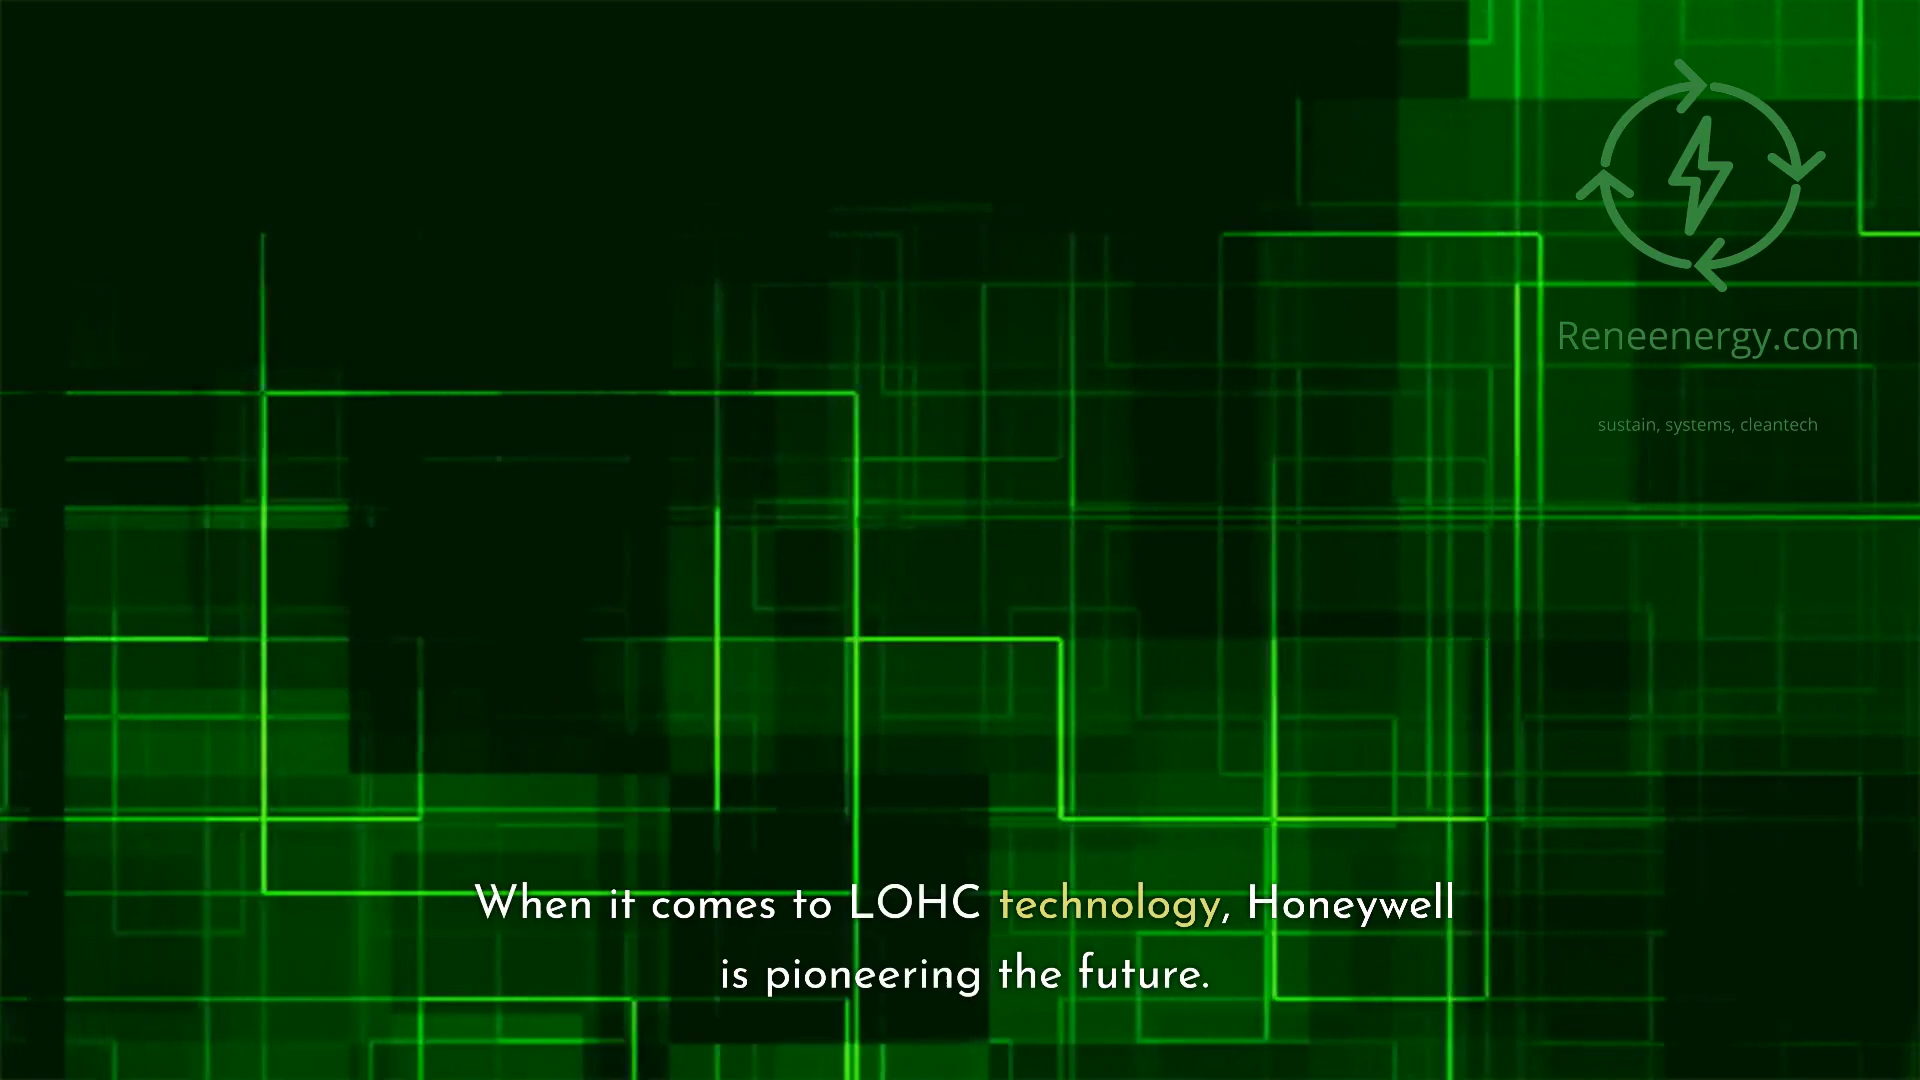 Reneenergy.com
sustain, systems, cleantech
When it comes to LOHC technology, Honeywell
is pioneering the future.